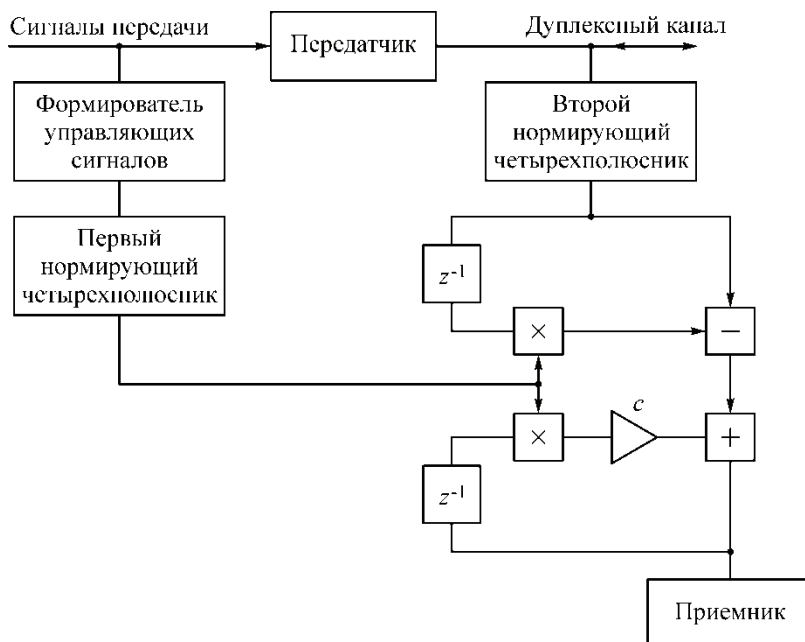 Сигналы передачи
Передатчик
Дуплексный канал
Формирователь
управляющих
сигналов
Второй
нормирующий
четырехполюсник
Первый
нормирующий
четырехполюсник
z⁻¹
×
−
c
×
+
z⁻¹
Приемник